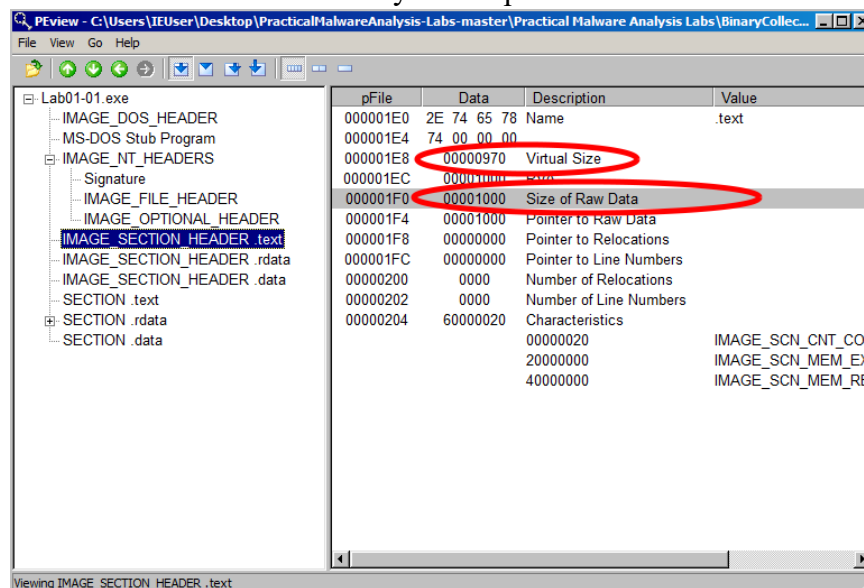 PEview - C:\Users\IEUser\Desktop\PracticalMalwareAnalysis-Labs-master\Practical Malware Analysis Labs\BinaryCollec...
File View Go Help
Lab01-01.exe
IMAGE_DOS_HEADER
MS-DOS Stub Program
IMAGE_NT_HEADERS
Signature
IMAGE_FILE_HEADER
IMAGE_OPTIONAL_HEADER
IMAGE_SECTION_HEADER .text
IMAGE_SECTION_HEADER .rdata
IMAGE_SECTION_HEADER .data
SECTION .text
SECTION .rdata
SECTION .data
pFile Data Description Value
000001E0 2E 74 65 78 Name .text
000001E4 74 00 00 00
000001E8 00000970 Virtual Size
000001EC 00001000
000001F0 00001000 Size of Raw Data
000001F4 00001000 Pointer to Raw Data
000001F8 00000000 Pointer to Relocations
000001FC 00000000 Pointer to Line Numbers
00000200 0000 Number of Relocations
00000202 0000 Number of Line Numbers
00000204 60000020 Characteristics
00000020 IMAGE_SCN_CNT_CO
20000000 IMAGE_SCN_MEM_E
40000000 IMAGE_SCN_MEM_RE
Viewing IMAGE_SECTION_HEADER .text